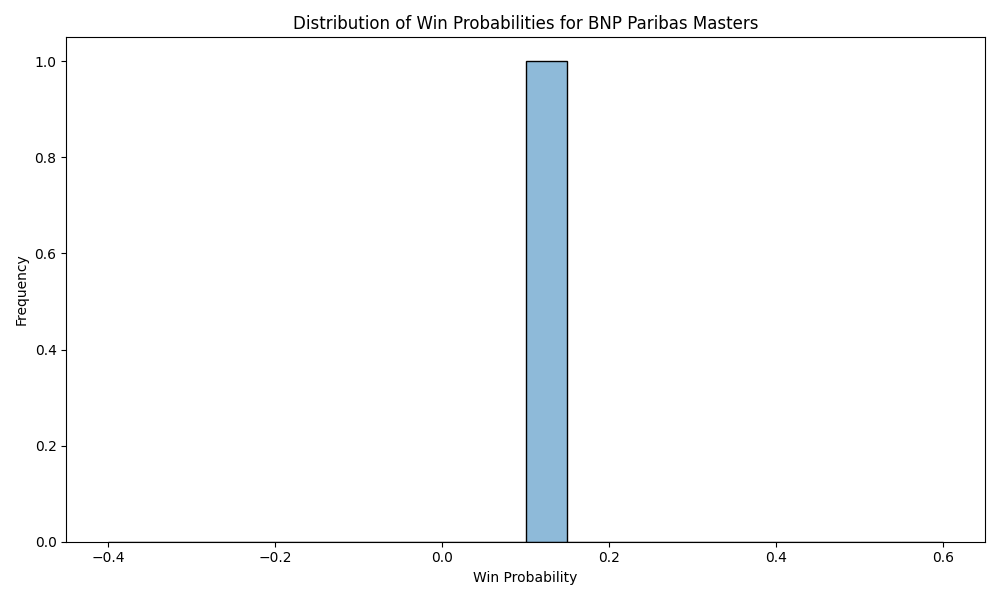 Distribution of Win Probabilities for BNP Paribas Masters
1.0
0.8
0.6
0.4
0.2
0.0
Frequency
−0.4 −0.2 0.0 0.2 0.4 0.6
Win Probability